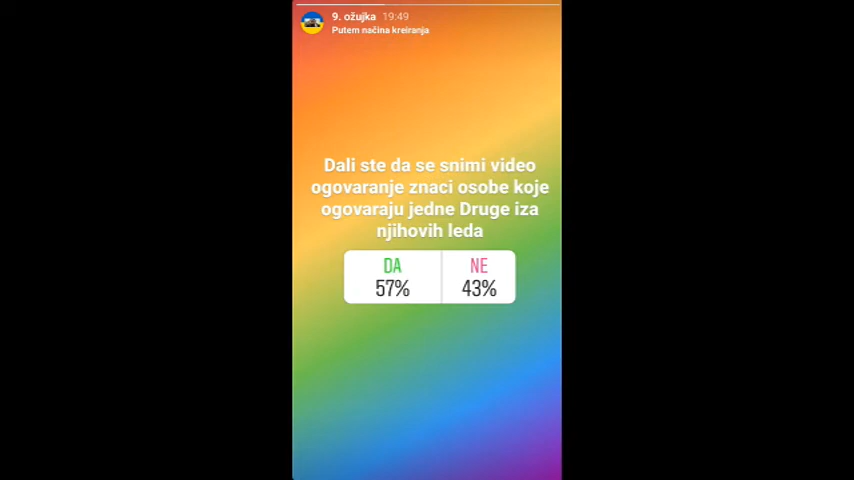 9. ožujka 19:49
Putem načina kreiranja
Dali ste da se snimi video
ogovaranje znaci osobe koje
ogovaraju jedne Druge iza
njihovih leda
DA NE
57% 43%